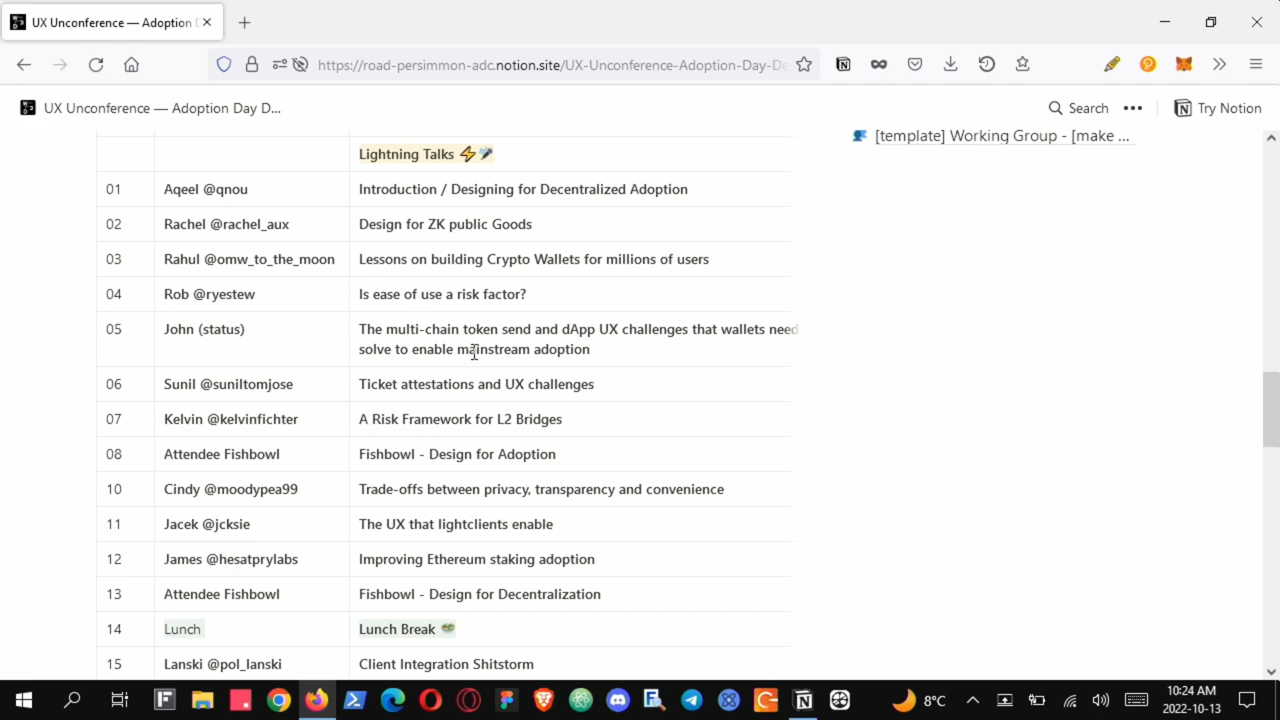 UX Unconference — Adoption D
https://road-persimmon-adc.notion.site/UX-Unconference-Adoption-Day-De
UX Unconference — Adoption Day D...
Search
Try Notion
[template] Working Group - [make ...
Lightning Talks ⚡🎤
01 Aqeel @qnou Introduction / Designing for Decentralized Adoption
02 Rachel @rachel_aux Design for ZK public Goods
03 Rahul @omw_to_the_moon Lessons on building Crypto Wallets for millions of users
04 Rob @ryestew Is ease of use a risk factor?
05 John (status) The multi-chain token send and dApp UX challenges that wallets need
solve to enable mainstream adoption
06 Sunil @suniltomjose Ticket attestations and UX challenges
07 Kelvin @kelvinfichter A Risk Framework for L2 Bridges
08 Attendee Fishbowl Fishbowl - Design for Adoption
10 Cindy @moodypea99 Trade-offs between privacy, transparency and convenience
11 Jacek @jcksie The UX that lightclients enable
12 James @hesatprylabs Improving Ethereum staking adoption
13 Attendee Fishbowl Fishbowl - Design for Decentralization
14 Lunch Lunch Break 🥗
15 Lanski @pol_lanski Client Integration Shitstorm
8°C
10:24 AM
2022-10-13